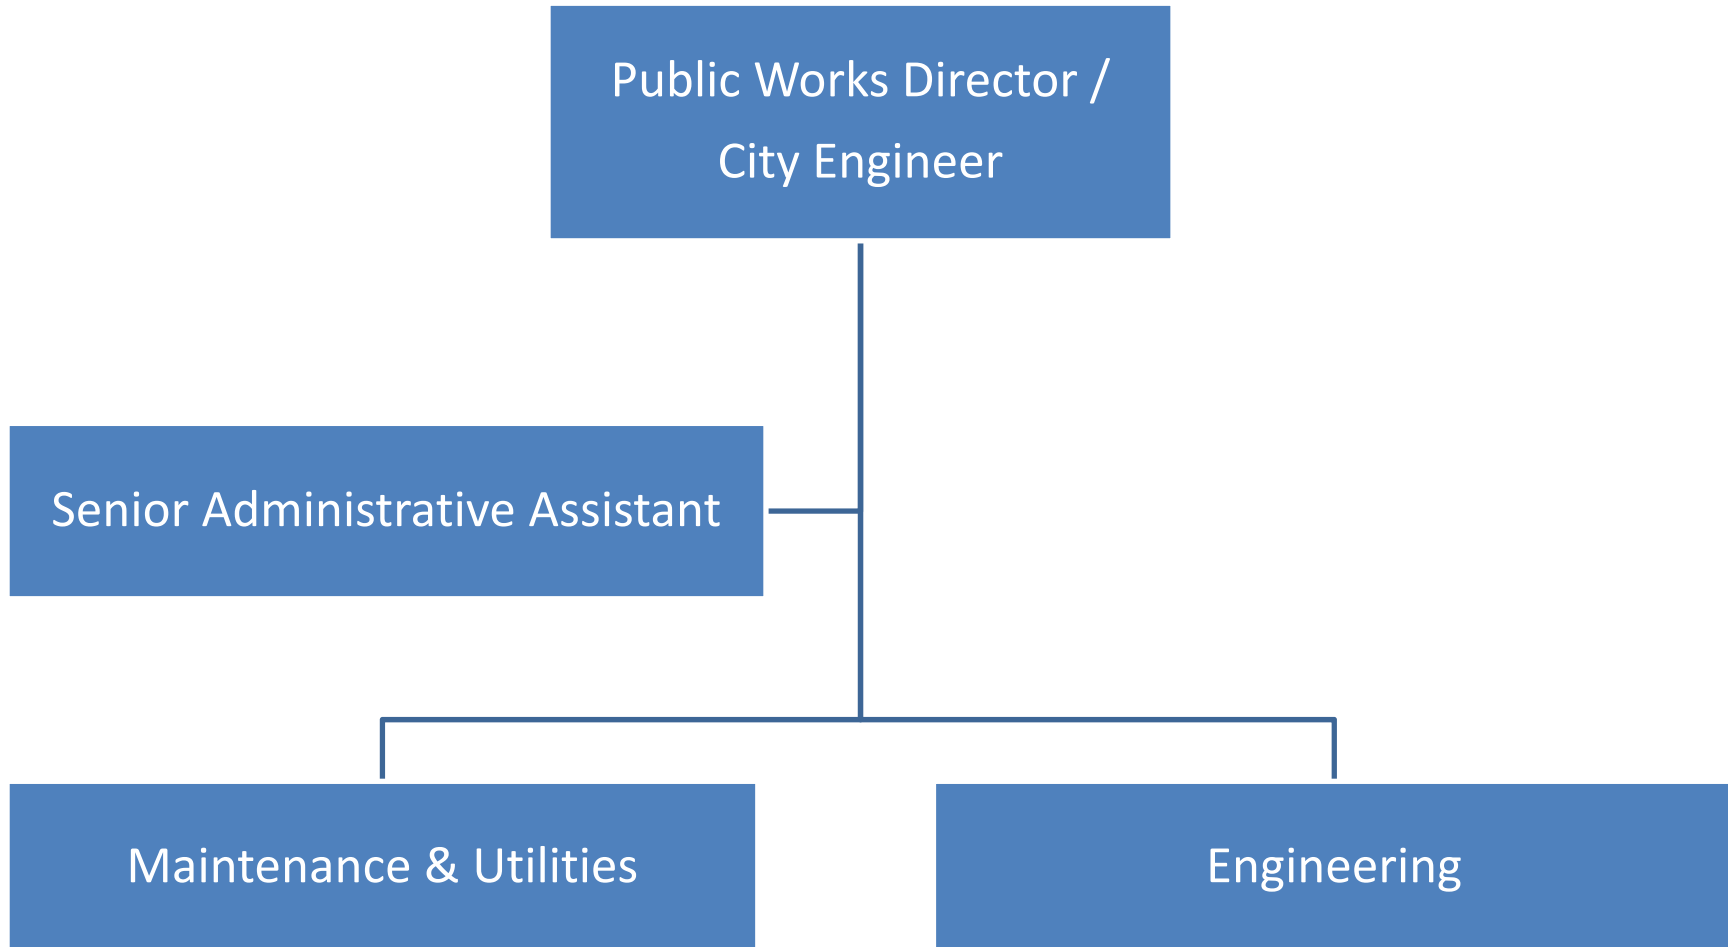 Public Works Director /
City Engineer
Senior Administrative Assistant
Maintenance & Utilities
Engineering